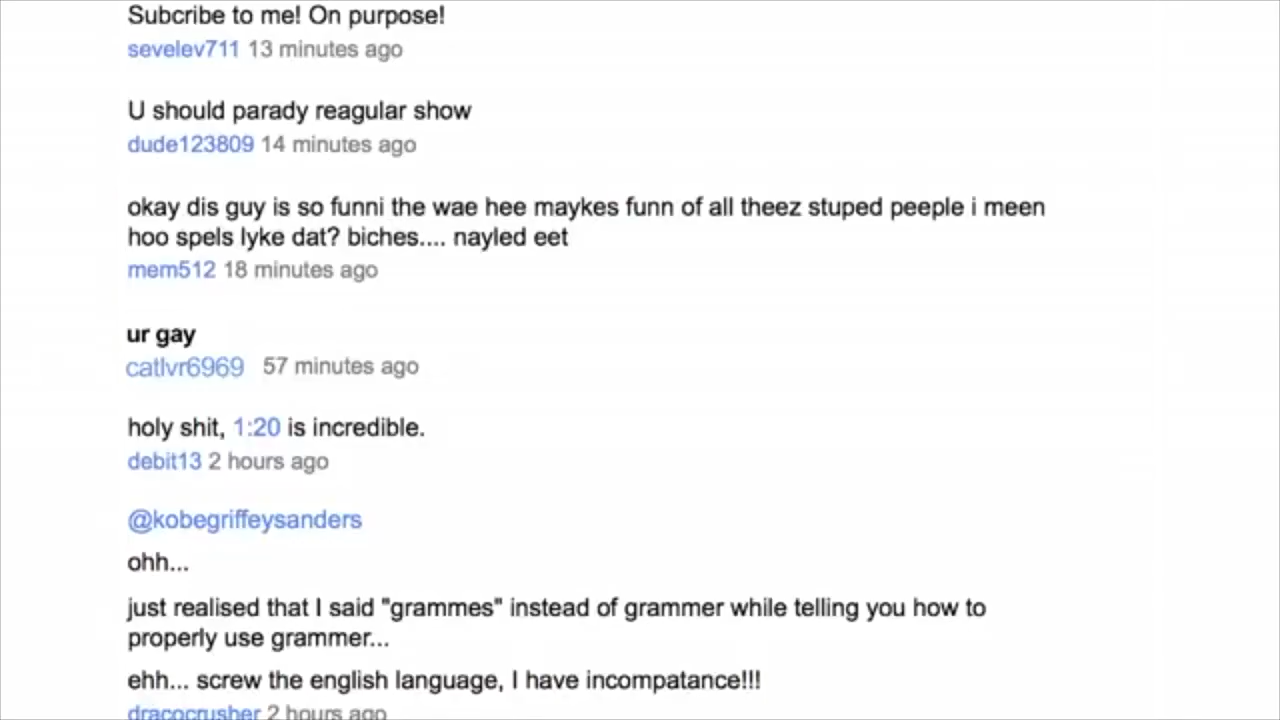 Subcribe to me! On purpose!
sevelev711 13 minutes ago
U should parady reagular show
dude123809 14 minutes ago
okay dis guy is so funni the wae hee maykes funn of all theez stuped peeple i meen
hoo spels lyke dat? biches.... nayled eet
mem512 18 minutes ago
ur gay
catlvr6969 57 minutes ago
holy shit, 1:20 is incredible.
debit13 2 hours ago
@kobegriffeysanders
ohh...
just realised that I said "grammes" instead of grammer while telling you how to
properly use grammer...
ehh... screw the english language, I have incompatance!!!
dracocrusher 2 hours ago